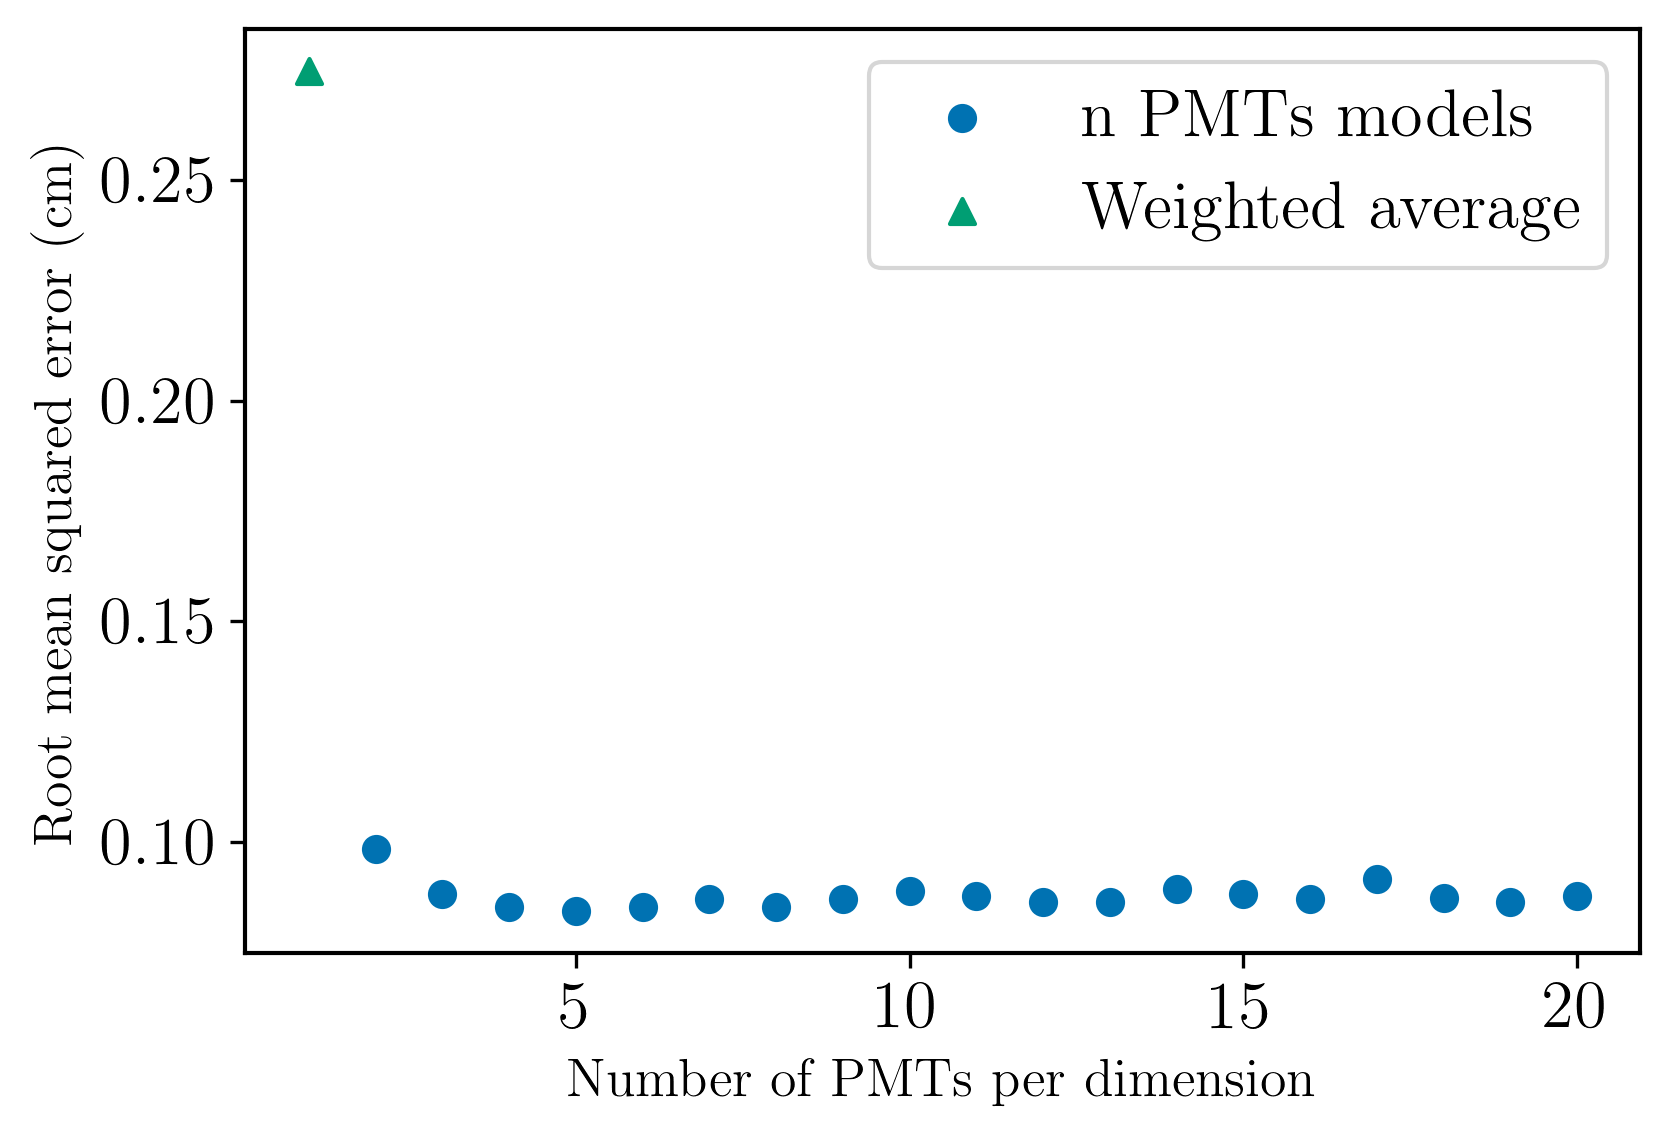 n PMTs models
Weighted average
0.25
0.20
0.15
0.10
Root mean squared error (cm)
5
10
15
20
Number of PMTs per dimension